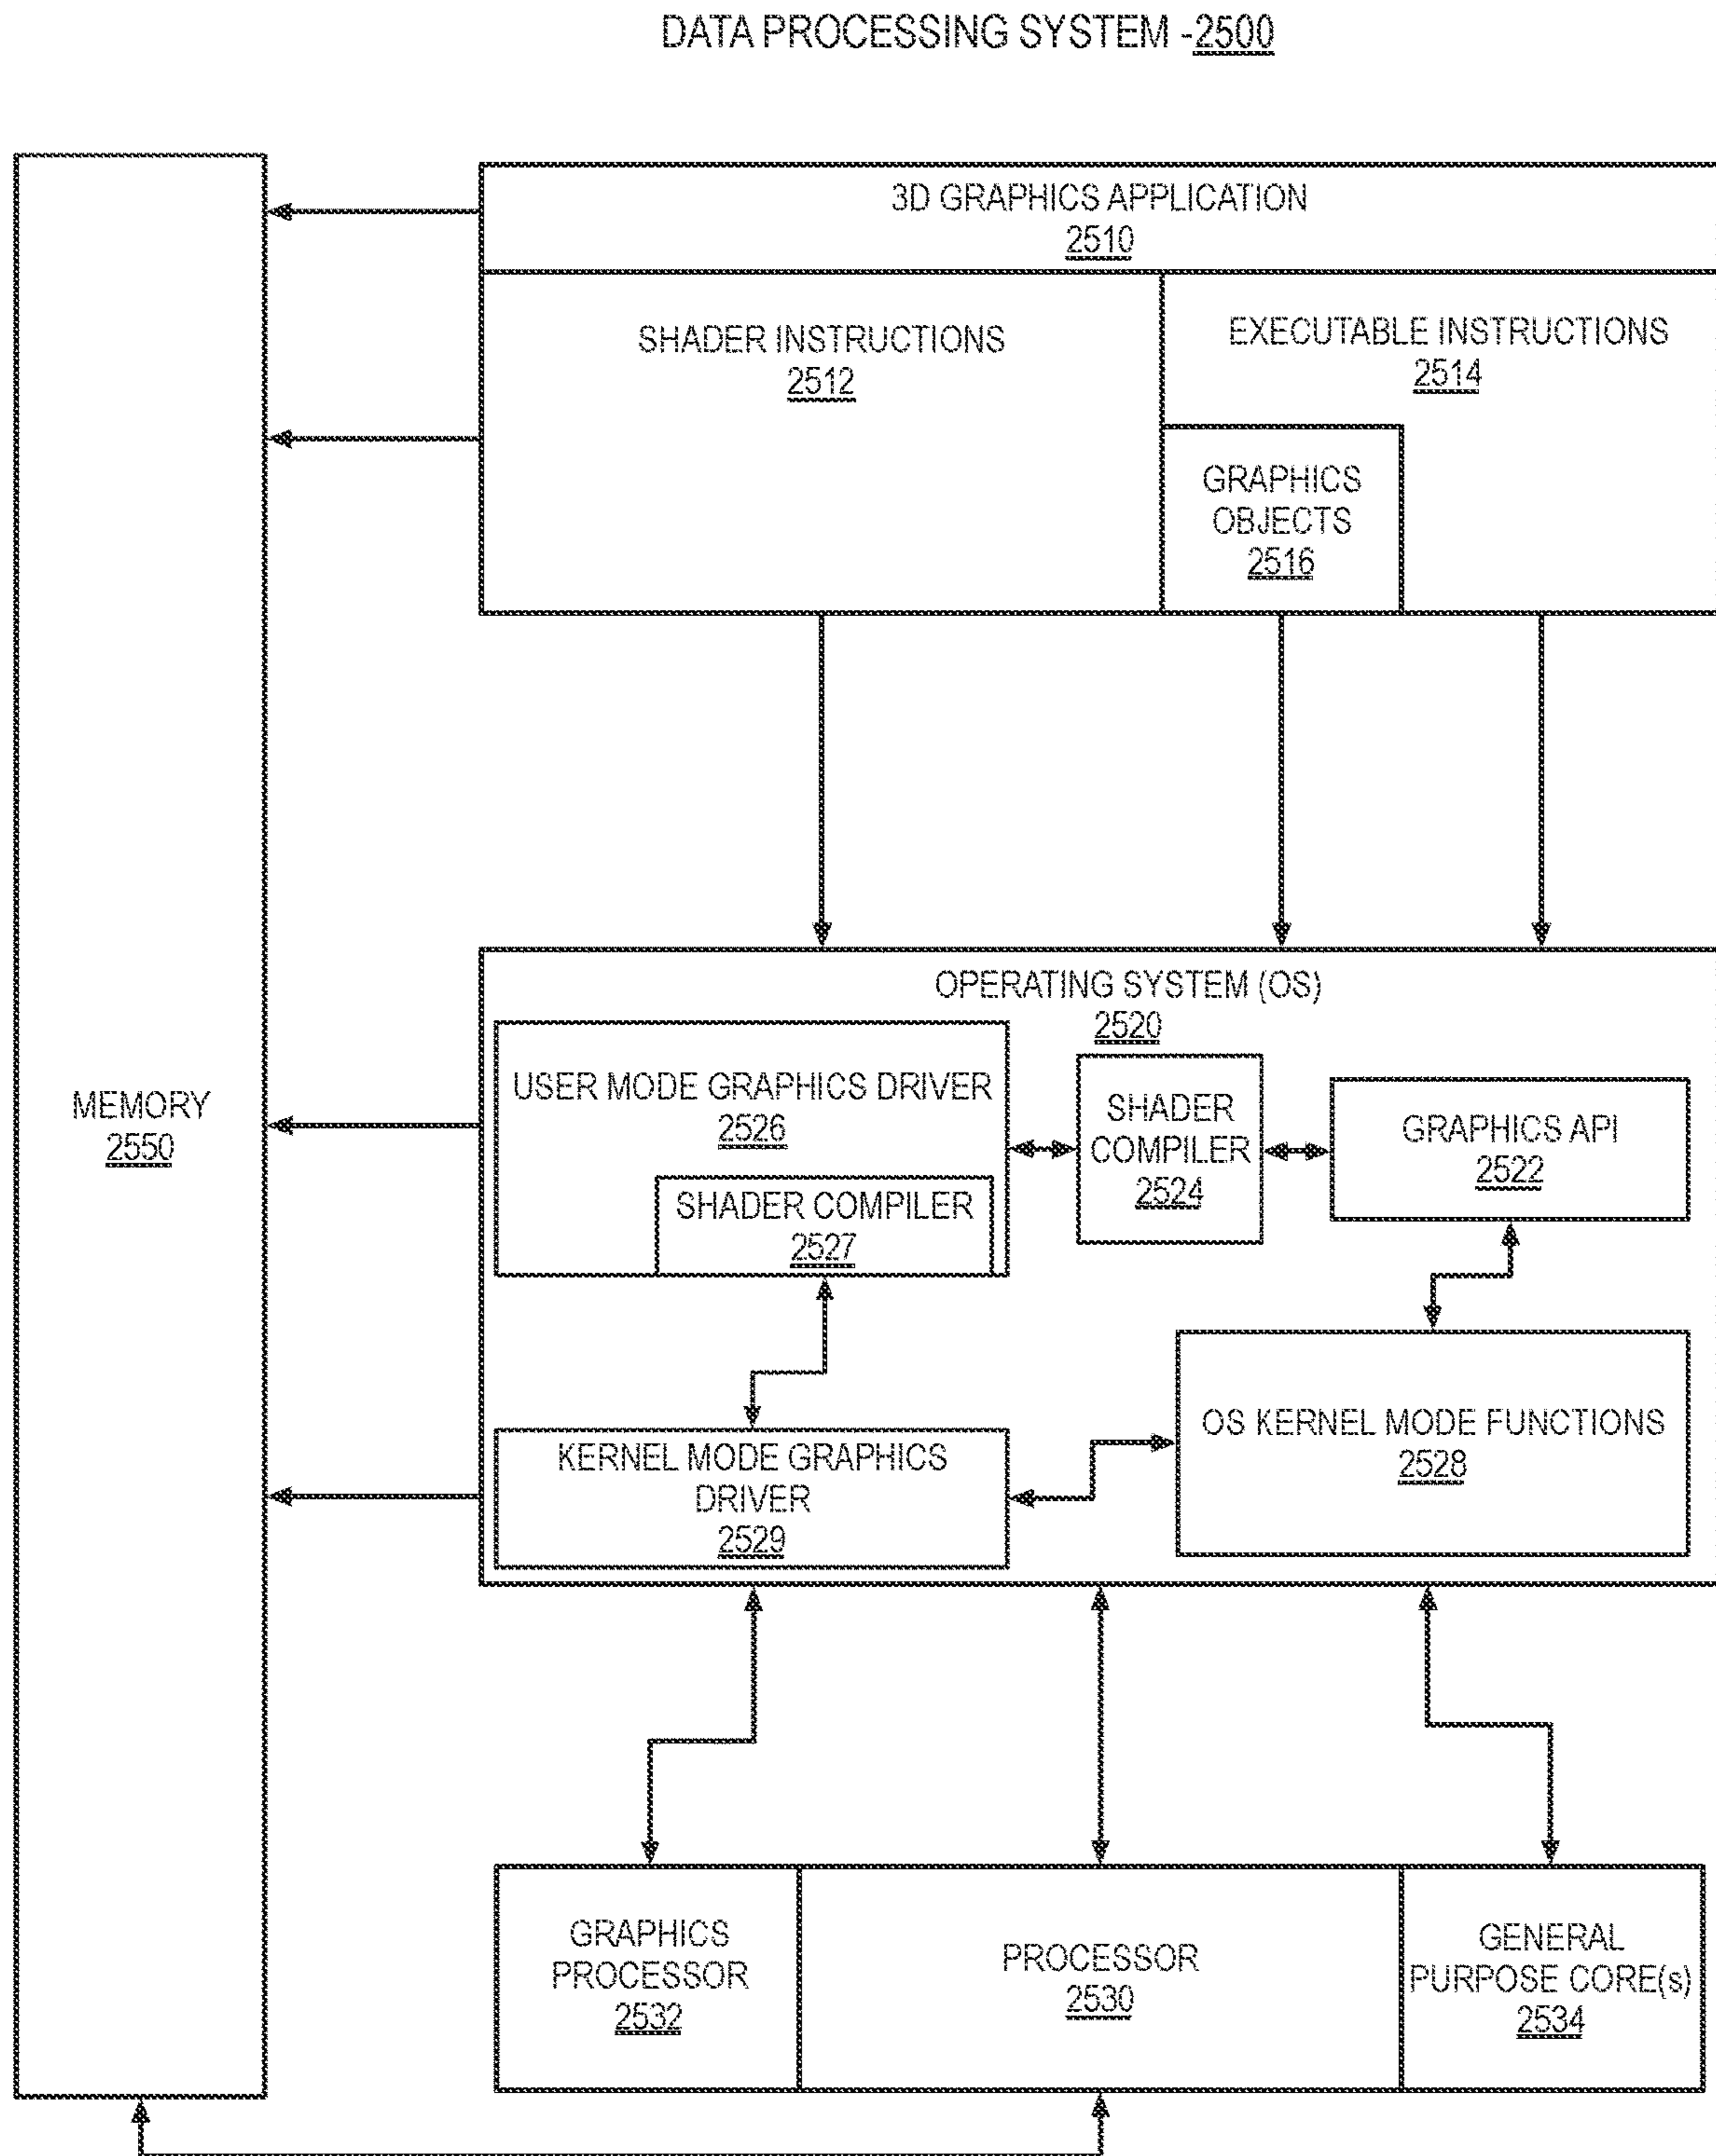 DATA PROCESSING SYSTEM -2500
3D GRAPHICS APPLICATION
2510
SHADER INSTRUCTIONS
2512
EXECUTABLE INSTRUCTIONS
2514
GRAPHICS
OBJECTS
2516
MEMORY
2550
OPERATING SYSTEM (OS)
2520
USER MODE GRAPHICS DRIVER
2526
SHADER COMPILER
2527
SHADER
COMPILER
2524
GRAPHICS API
2522
KERNEL MODE GRAPHICS
DRIVER
2529
OS KERNEL MODE FUNCTIONS
2528
GRAPHICS
PROCESSOR
2532
PROCESSOR
2530
GENERAL
PURPOSE CORE(s)
2534